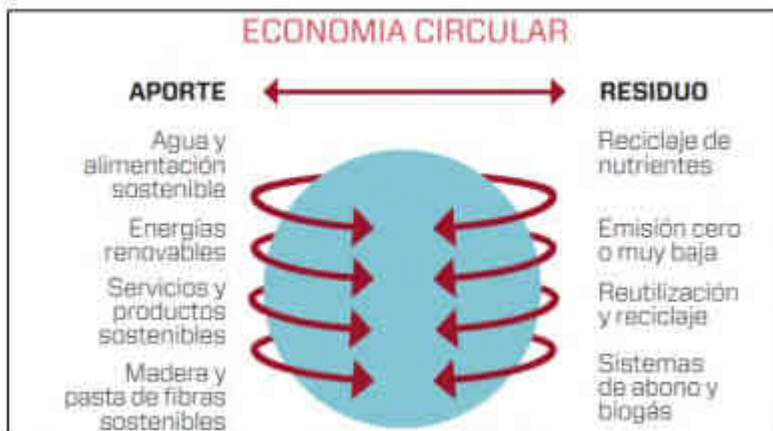 ECONOMIA CIRCULAR
APORTE
RESIDUO
Agua y
alimentación
sostenible
Energías
renovables
Servicios y
productos
sostenibles
Madera y
pasta de fibras
sostenibles
Reciclaje de
nutrientes
Emisión cero
o muy baja
Reutilización
y reciclaje
Sistemas
de abono y
biogás